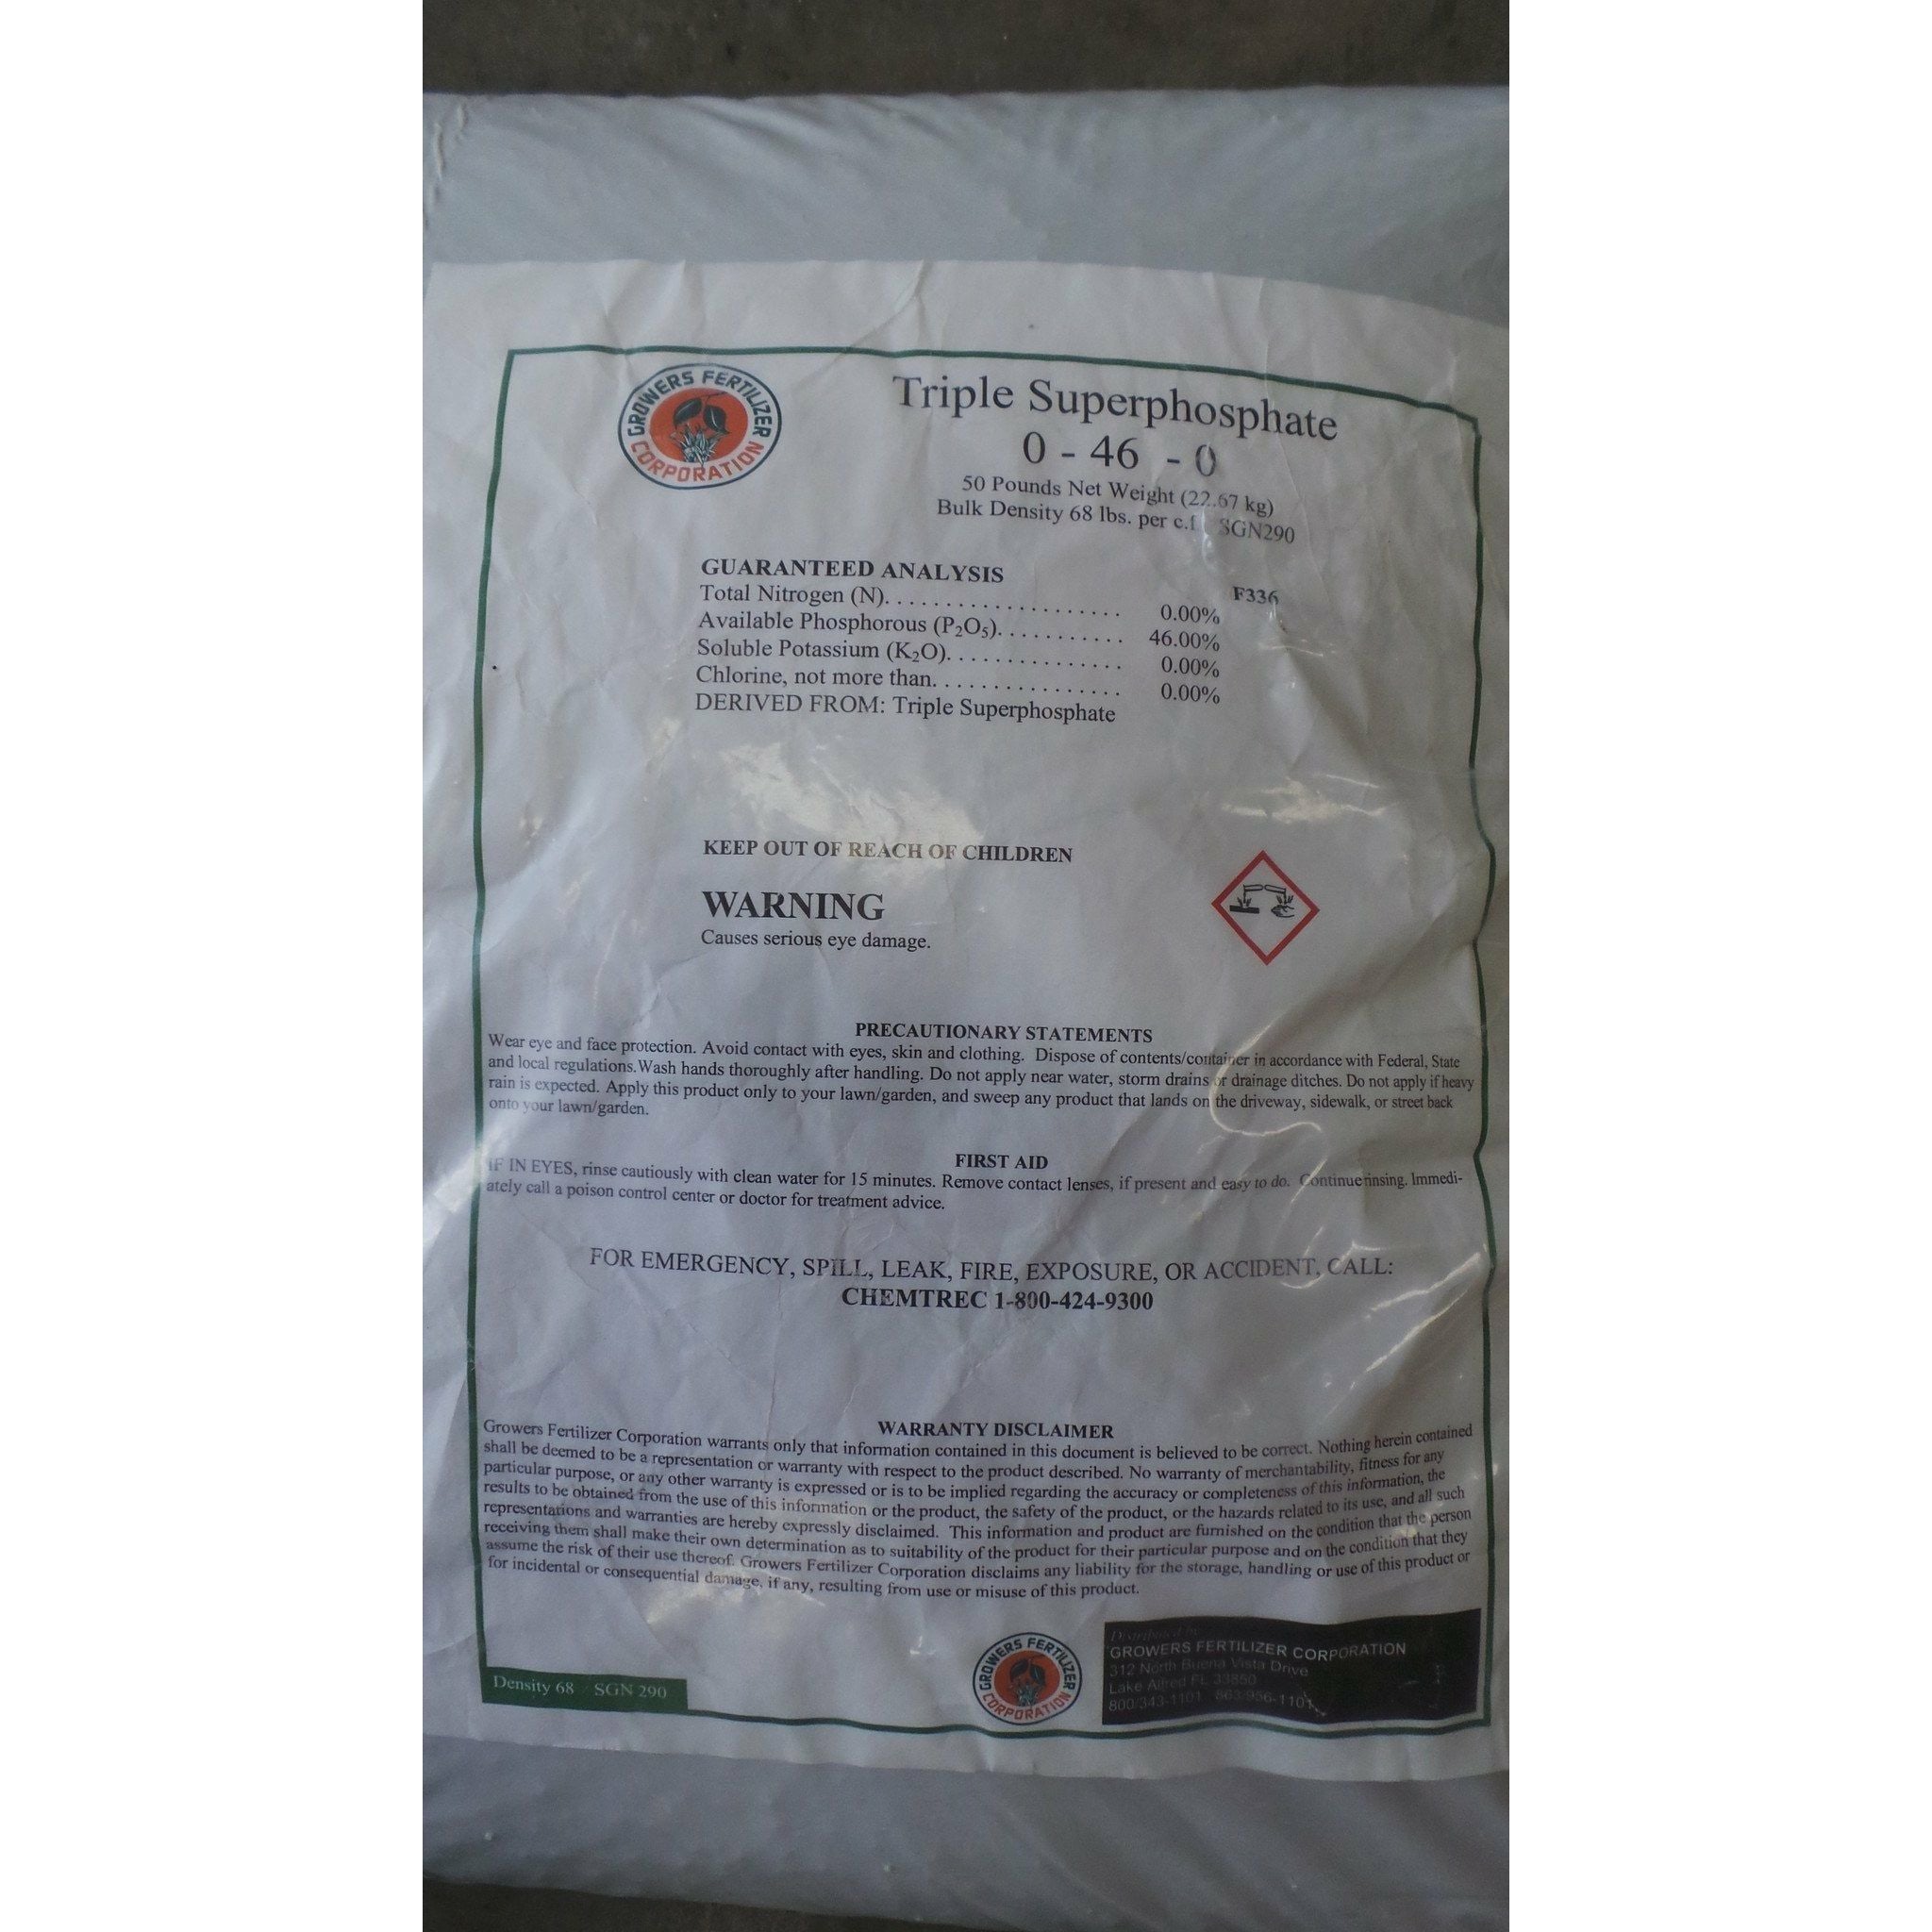 GROWERS FERTILIZER
CORPORATION
Triple Superphosphate
0 - 46 - 0
50 Pounds Net Weight (22.67 kg)
Bulk Density 68 lbs. per c.f. SGN290
GUARANTEED ANALYSIS
F336
Total Nitrogen (N). . . . . . . . . . . . . . . . . . . . 0.00%
Available Phosphorous (P₂O₅). . . . . . . . . . . 46.00%
Soluble Potassium (K₂O). . . . . . . . . . . . . . . 0.00%
Chlorine, not more than. . . . . . . . . . . . . . . . 0.00%
DERIVED FROM: Triple Superphosphate
KEEP OUT OF REACH OF CHILDREN
WARNING
Causes serious eye damage.
PRECAUTIONARY STATEMENTS
Wear eye and face protection. Avoid contact with eyes, skin and clothing. Dispose of contents/container in accordance with Federal, State
and local regulations.Wash hands thoroughly after handling. Do not apply near water, storm drains or drainage ditches. Do not apply if heavy
rain is expected. Apply this product only to your lawn/garden, and sweep any product that lands on the driveway, sidewalk, or street back
onto your lawn/garden.
FIRST AID
IF IN EYES, rinse cautiously with clean water for 15 minutes. Remove contact lenses, if present and easy to do. Continue rinsing. Immedi-
ately call a poison control center or doctor for treatment advice.
FOR EMERGENCY, SPILL, LEAK, FIRE, EXPOSURE, OR ACCIDENT, CALL:
CHEMTREC 1-800-424-9300
WARRANTY DISCLAIMER
Growers Fertilizer Corporation warrants only that information contained in this document is believed to be correct. Nothing herein contained
shall be deemed to be a representation or warranty with respect to the product described. No warranty of merchantability, fitness for any
particular purpose, or any other warranty is expressed or is to be implied regarding the accuracy or completeness of this information, the
results to be obtained from the use of this information or the product, the safety of the product, or the hazards related to its use, and all such
representations and warranties are hereby expressly disclaimed. This information and product are furnished on the condition that the person
receiving them shall make their own determination as to suitability of the product for their particular purpose and on the condition that they
assume the risk of their use thereof. Growers Fertilizer Corporation disclaims any liability for the storage, handling or use of this product or
for incidental or consequential damage, if any, resulting from use or misuse of this product.
Density 68 SGN 290
GROWERS FERTILIZER
CORPORATION
Distributed by
GROWERS FERTILIZER CORPORATION
312 North Buena Vista Drive
Lake Alfred FL 33850
800/343-1101 863/956-1101